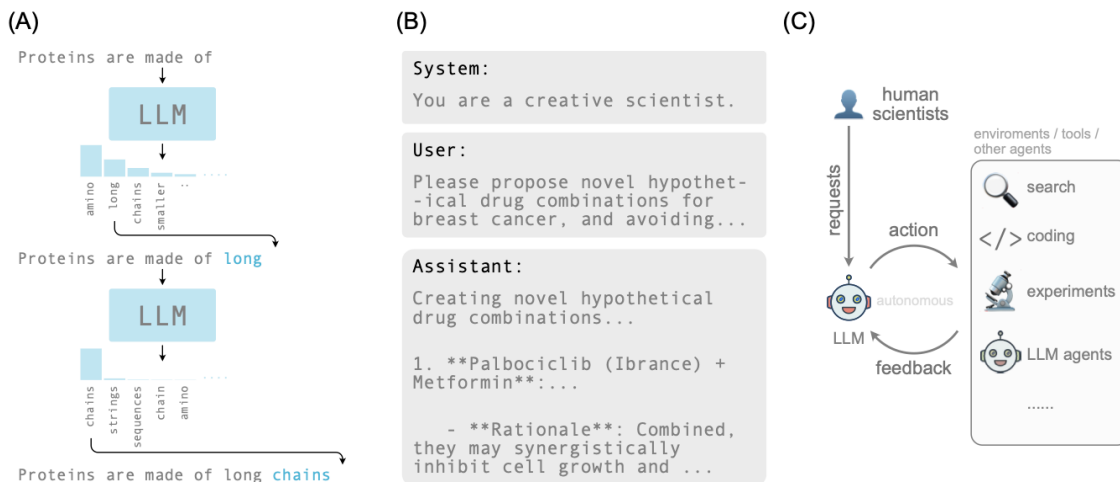 (A)
Proteins are made of
LLM
amino
long
chains
smaller
:
....
Proteins are made of long
LLM
chains
strings
sequences
chain
amino
....
Proteins are made of long chains
(B)
System:
You are a creative scientist.
User:
Please propose novel hypothet-
-ical drug combinations for
breast cancer, and avoiding...
Assistant:
Creating novel hypothetical
drug combinations...
1. **Palbociclib (Ibrance) +
Metformin**:...
- **Rationale**: Combined,
they may synergistically
inhibit cell growth and ...
(C)
human
scientists
requests
action
autonomous
LLM
feedback
enviroments / tools /
other agents
search
</> coding
experiments
LLM agents
......